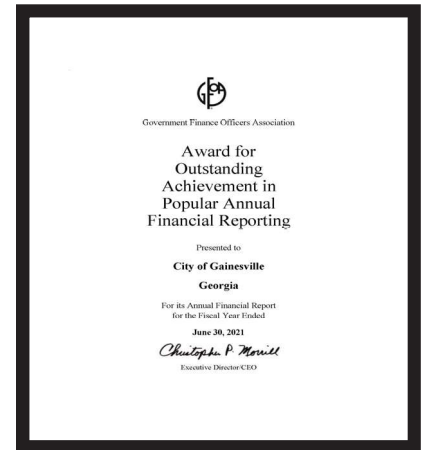 GFOA
Government Finance Officers Association
Award for
Outstanding
Achievement in
Popular Annual
Financial Reporting
Presented to
City of Gainesville
Georgia
For its Annual Financial Report
for the Fiscal Year Ended
June 30, 2021
Christopher P. Morrill
Executive Director/CEO